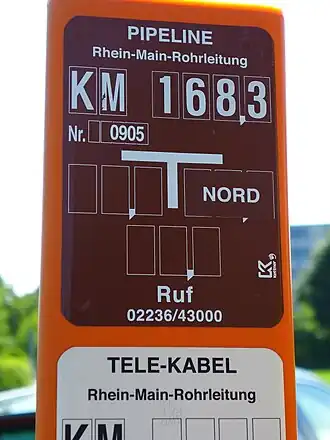 PIPELINE
Rhein-Main-Rohrleitung
KM 168,3
Nr. 0905
NORD
Ruf
02236/43000
TELE-KABEL
Rhein-Main-Rohrleitung
KM